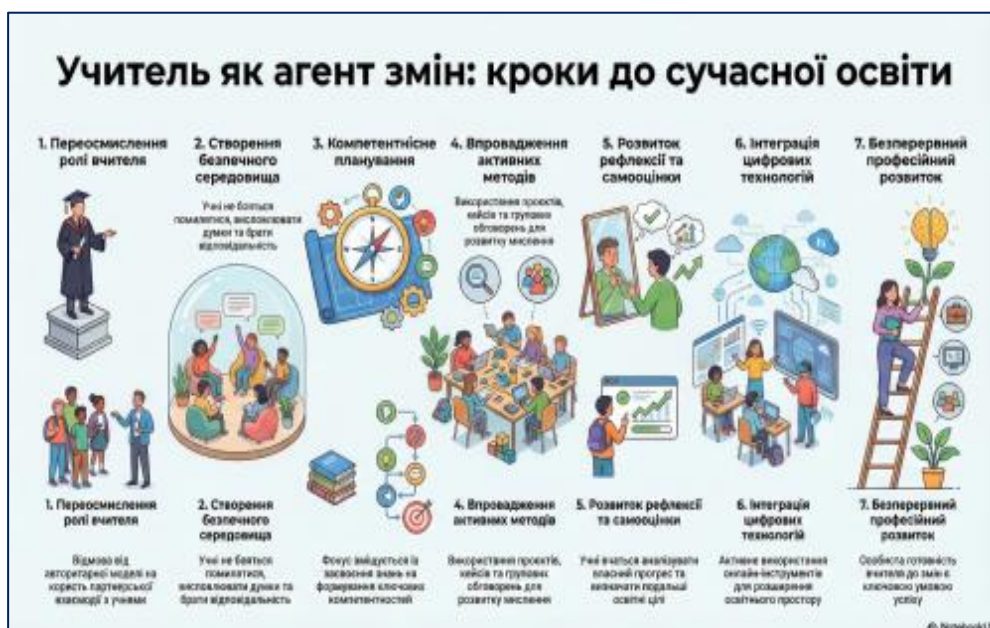 Учитель як агент змін: кроки до сучасної освіти
1. Переосмислення
ролі вчителя
2. Створення
безпечного
середовища
Учні не бояться
помилятися, висловлювати
думки та брати
відповідальність
3. Компетентнісне
планування
4. Впровадження
активних
методів
Використання проєктів,
кейсів та групових
обговорень для
розвитку мислення
5. Розвиток
рефлексії та
самооцінки
6. Інтеграція
цифрових
технологій
7. Безперервний
професійний
розвиток
1. Переосмислення
ролі вчителя
Відмова від
авторитарної моделі на
користь партнерської
взаємодії з учнями
2. Створення
безпечного
середовища
Учні не бояться
помилятися,
висловлювати думки та
брати відповідальність
Фокус зміщується із
засвоєння знань на
формування ключових
компетентностей
4. Впровадження
активних методів
Використання проєктів,
кейсів та групових
обговорень для
розвитку мислення
5. Розвиток рефлексії
та самооцінки
Учні вчаться аналізувати
власний прогрес та
визначати подальші
освітні цілі
6. Інтеграція
цифрових
технологій
Активне використання
онлайн-інструментів
для розширення
освітнього простору
7. Безперервний
професійний
розвиток
Особиста готовність
вчителя до змін є
ключовою умовою
успіху